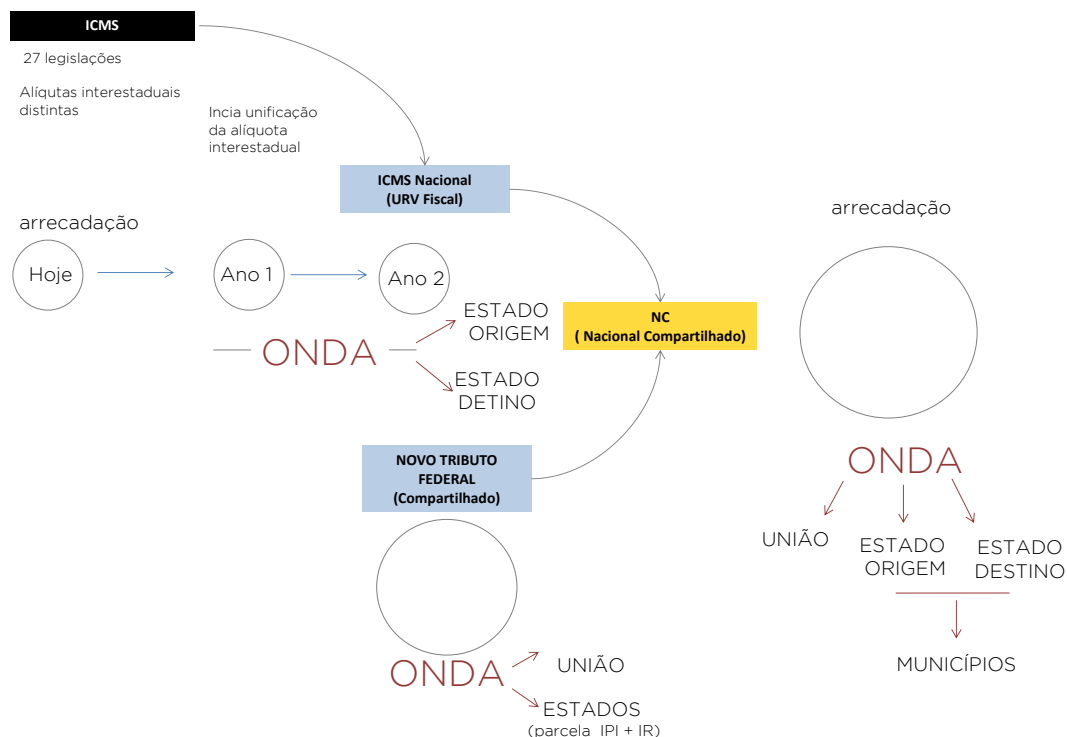 ICMS
27 legislações
Alíqutas interestaduais
distintas
Incia unificação
da alíquota
interestadual
ICMS Nacional
(URV Fiscal)
arrecadação
Hoje
Ano 1
Ano 2
ONDA
ESTADO
ORIGEM
ESTADO
DETINO
NC
( Nacional Compartilhado)
NOVO TRIBUTO
FEDERAL
(Compartilhado)
ONDA
UNIÃO
ESTADOS
(parcela IPI + IR)
arrecadação
ONDA
UNIÃO
ESTADO
ORIGEM
ESTADO
DESTINO
MUNICÍPIOS